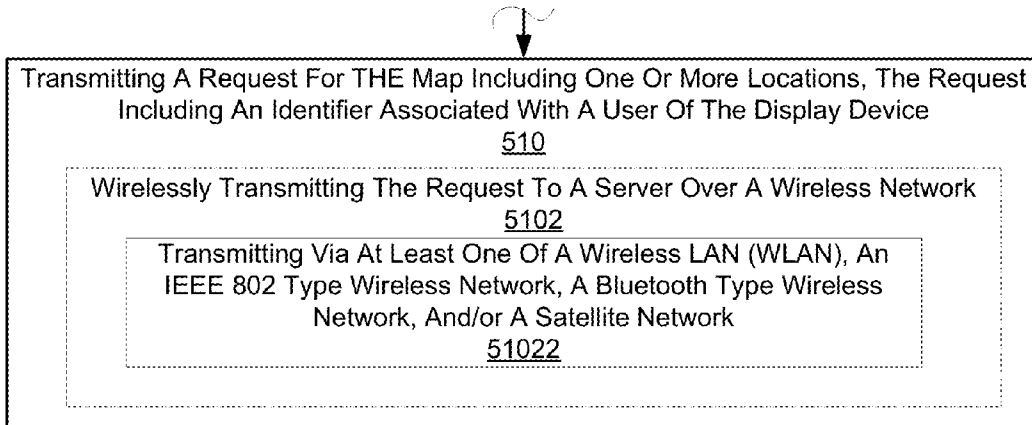 Transmitting A Request For THE Map Including One Or More Locations, The Request
Including An Identifier Associated With A User Of The Display Device
510
Wirelessly Transmitting The Request To A Server Over A Wireless Network
5102
Transmitting Via At Least One Of A Wireless LAN (WLAN), An
IEEE 802 Type Wireless Network, A Bluetooth Type Wireless
Network, And/or A Satellite Network
51022